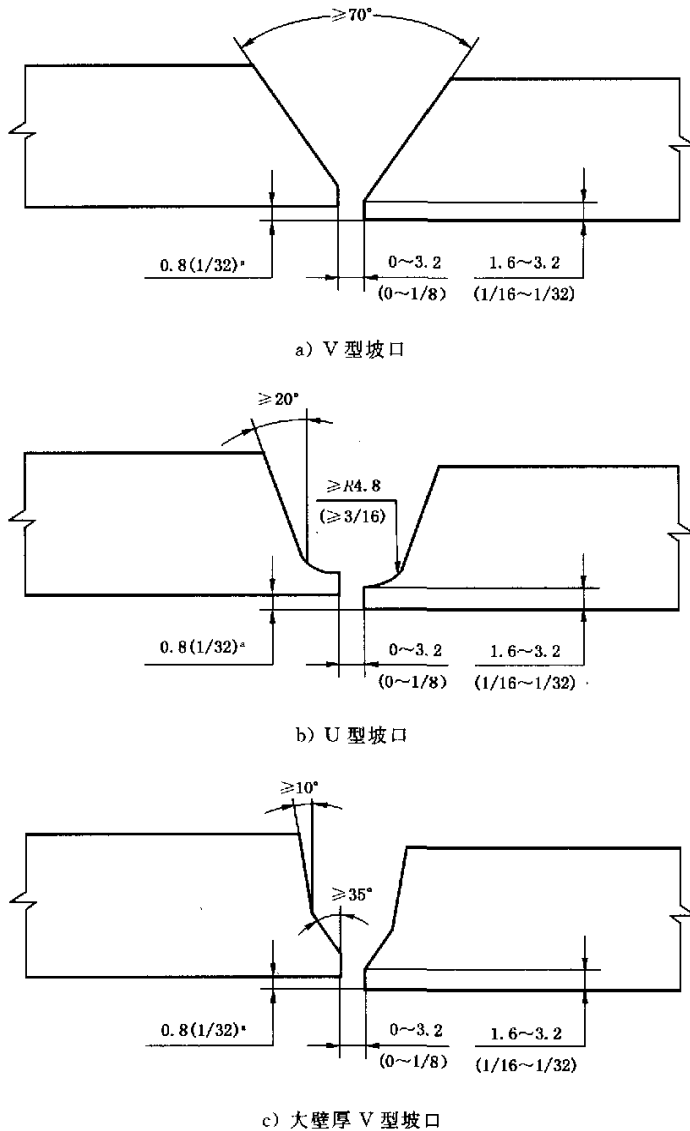 ≥70°
0.8(1/32)ᵃ
0～3.2
(0～1/8)
1.6～3.2
(1/16～1/32)
a) V 型坡口
≥20°
≥R4.8
(≥3/16)
0.8(1/32)ᵃ
0～3.2
(0～1/8)
1.6～3.2
(1/16～1/32)
b) U 型坡口
≥10°
≥35°
0.8(1/32)ᵃ
0～3.2
(0～1/8)
1.6～3.2
(1/16～1/32)
c) 大壁厚 V 型坡口